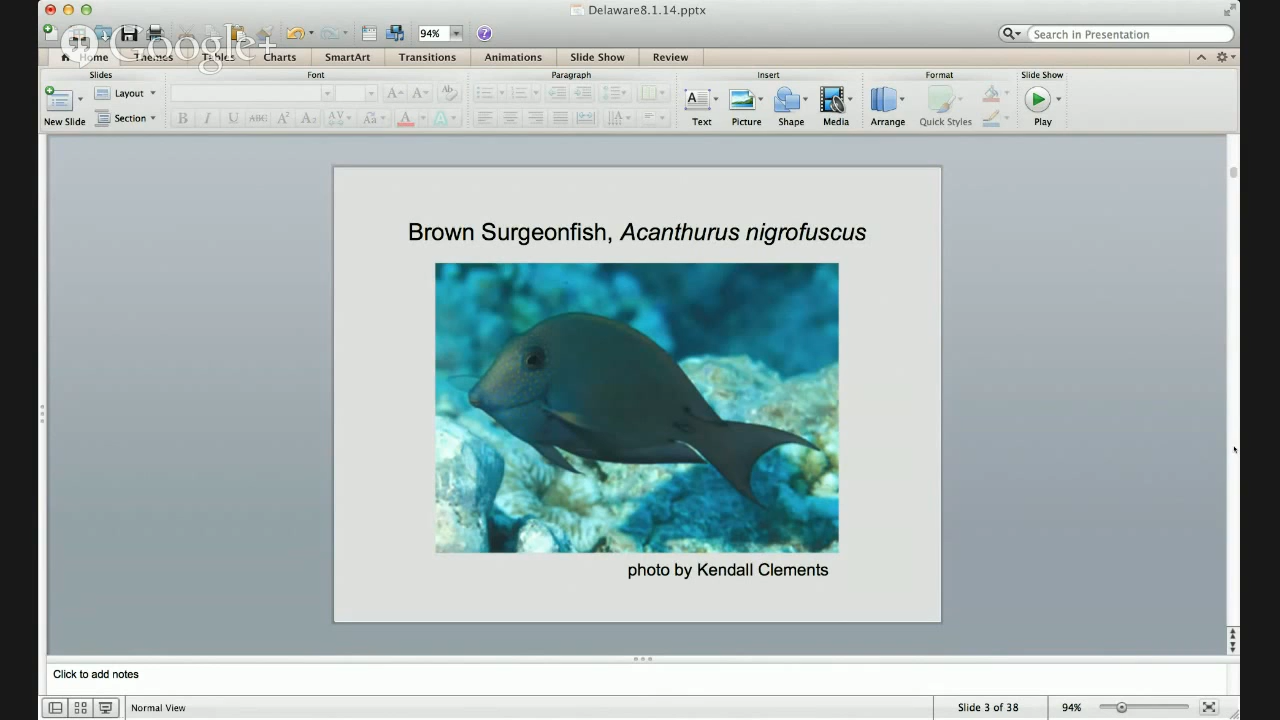 Delaware8.1.14.pptx
94%
Search in Presentation
Google+
Home Themes Tables Charts SmartArt Transitions Animations Slide Show Review
Slides Font Paragraph Insert Format Slide Show
New Slide Layout Section
Text Picture Shape Media Arrange Quick Styles Play
Brown Surgeonfish, Acanthurus nigrofuscus
photo by Kendall Clements
Click to add notes
Normal View Slide 3 of 38 94%